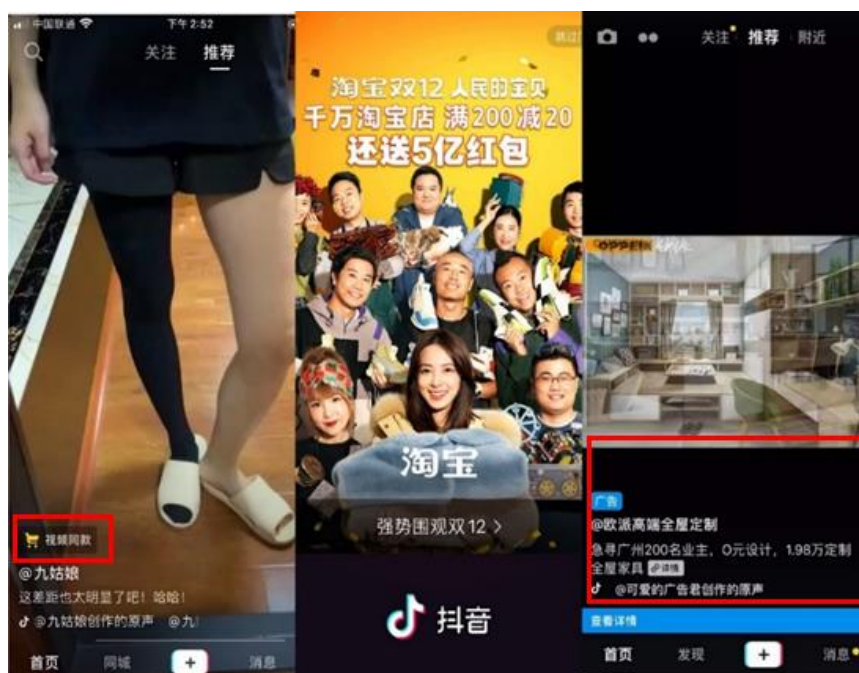 中国联通
下午2:52
关注 推荐
视频同款
@九姑娘
这差距也太明显了吧！哈哈！
@九姑娘创作的原声 @九
首页 同城 + 消息
淘宝双12 人民的宝贝
千万淘宝店 满200减20
还送5亿红包
淘宝
强势围观双12 >
抖音
关注 推荐 附近
OPPEIN
广告
@欧派高端全屋定制
急寻广州200名业主，0元设计，1.98万定制
全屋家具 详情
@可爱的广告君创作的原声
查看详情
首页 发现 + 消息